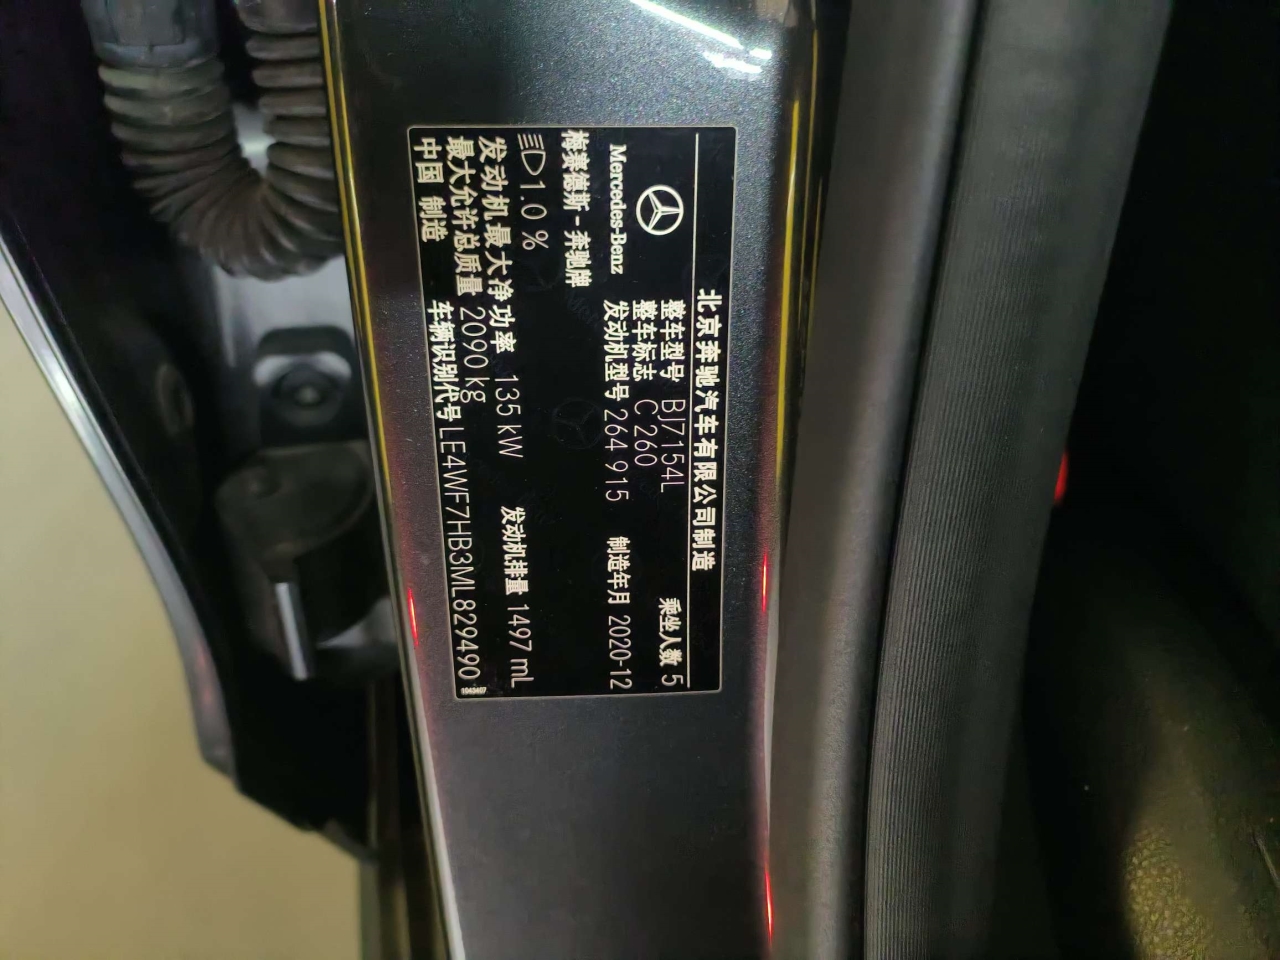 北京奔驰汽车有限公司制造
Mercedes-Benz
梅赛德斯-奔驰牌
整车型号 BJ7154L 乘坐人数 5
整车标志 C 260
发动机型号 264 915 制造年月 2020-12
1.0 %
发动机最大净功率 135 kW 发动机排量 1497 mL
最大允许总质量 2090 kg
中国 制造 车辆识别代号 LE4WF7HB3ML829490